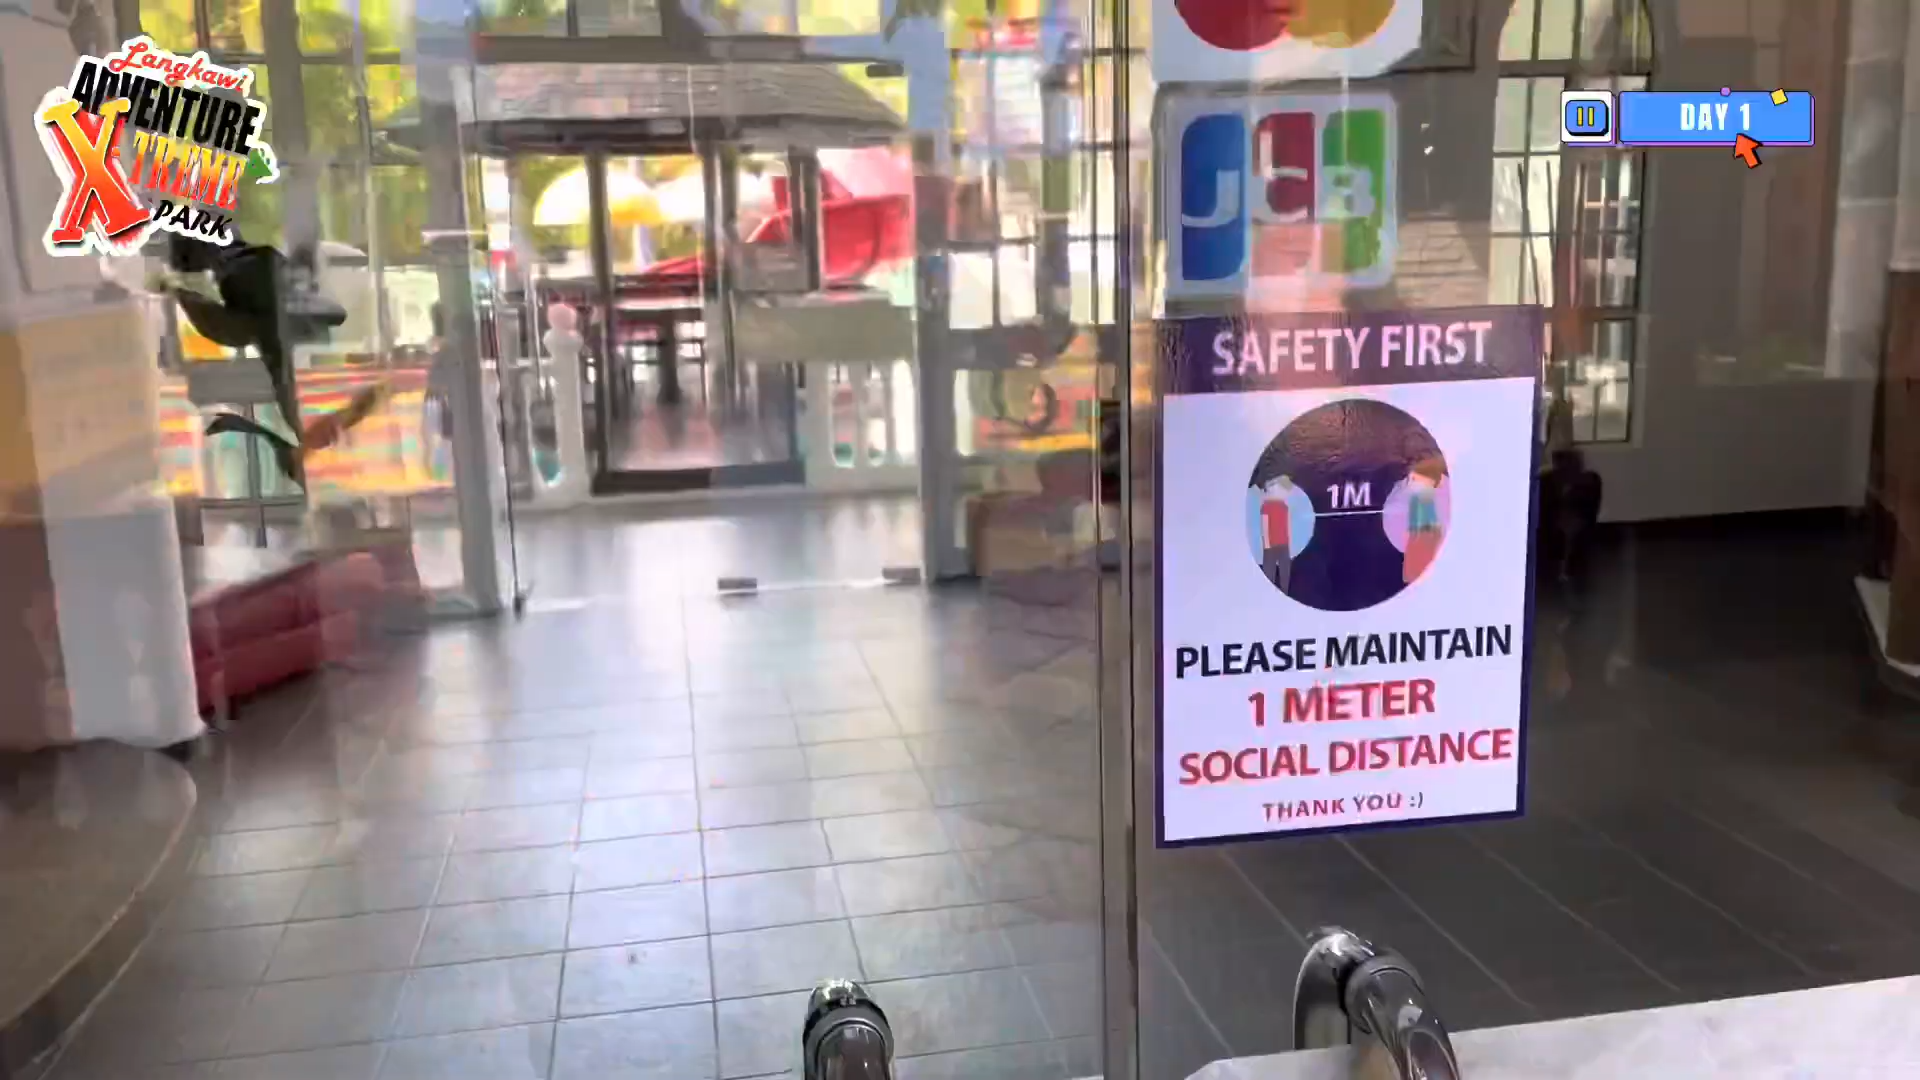 Langkawi
ADVENTURE
XTREME
PARK
DAY 1
JCB
SAFETY FIRST
1M
PLEASE MAINTAIN
1 METER
SOCIAL DISTANCE
THANK YOU :)